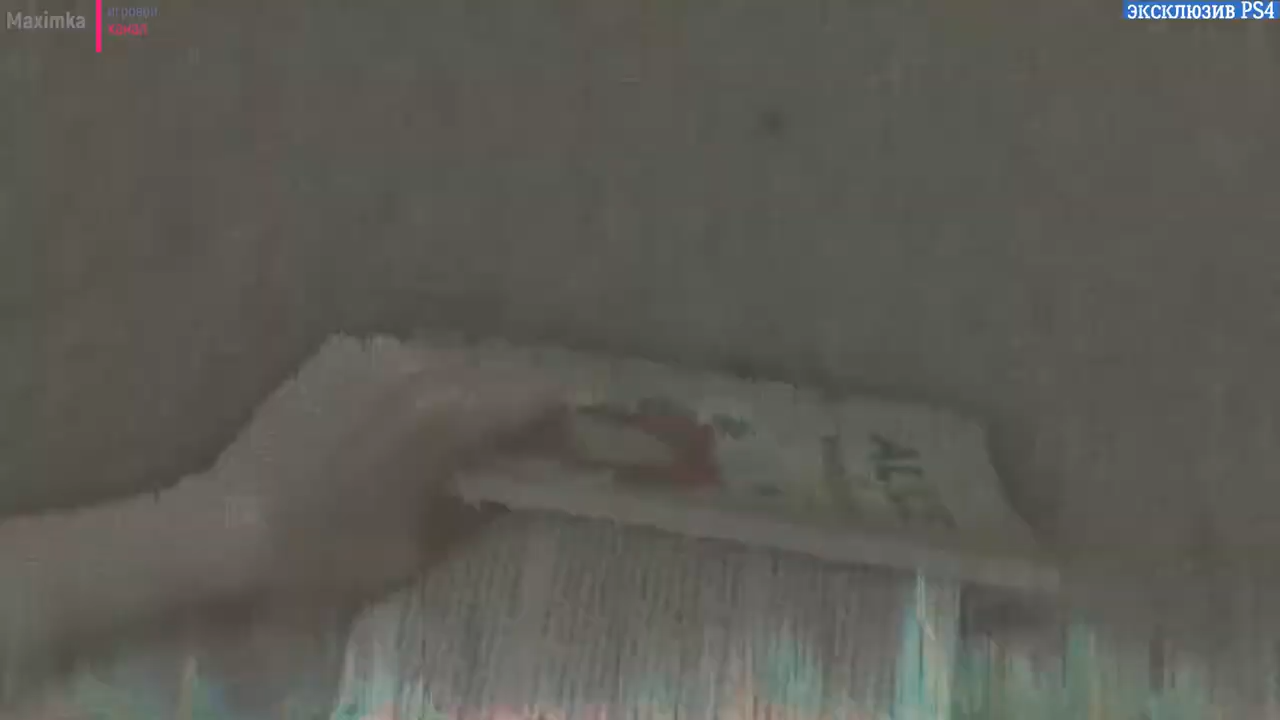 Maximka
игровой
канал
эксклюзив PS4